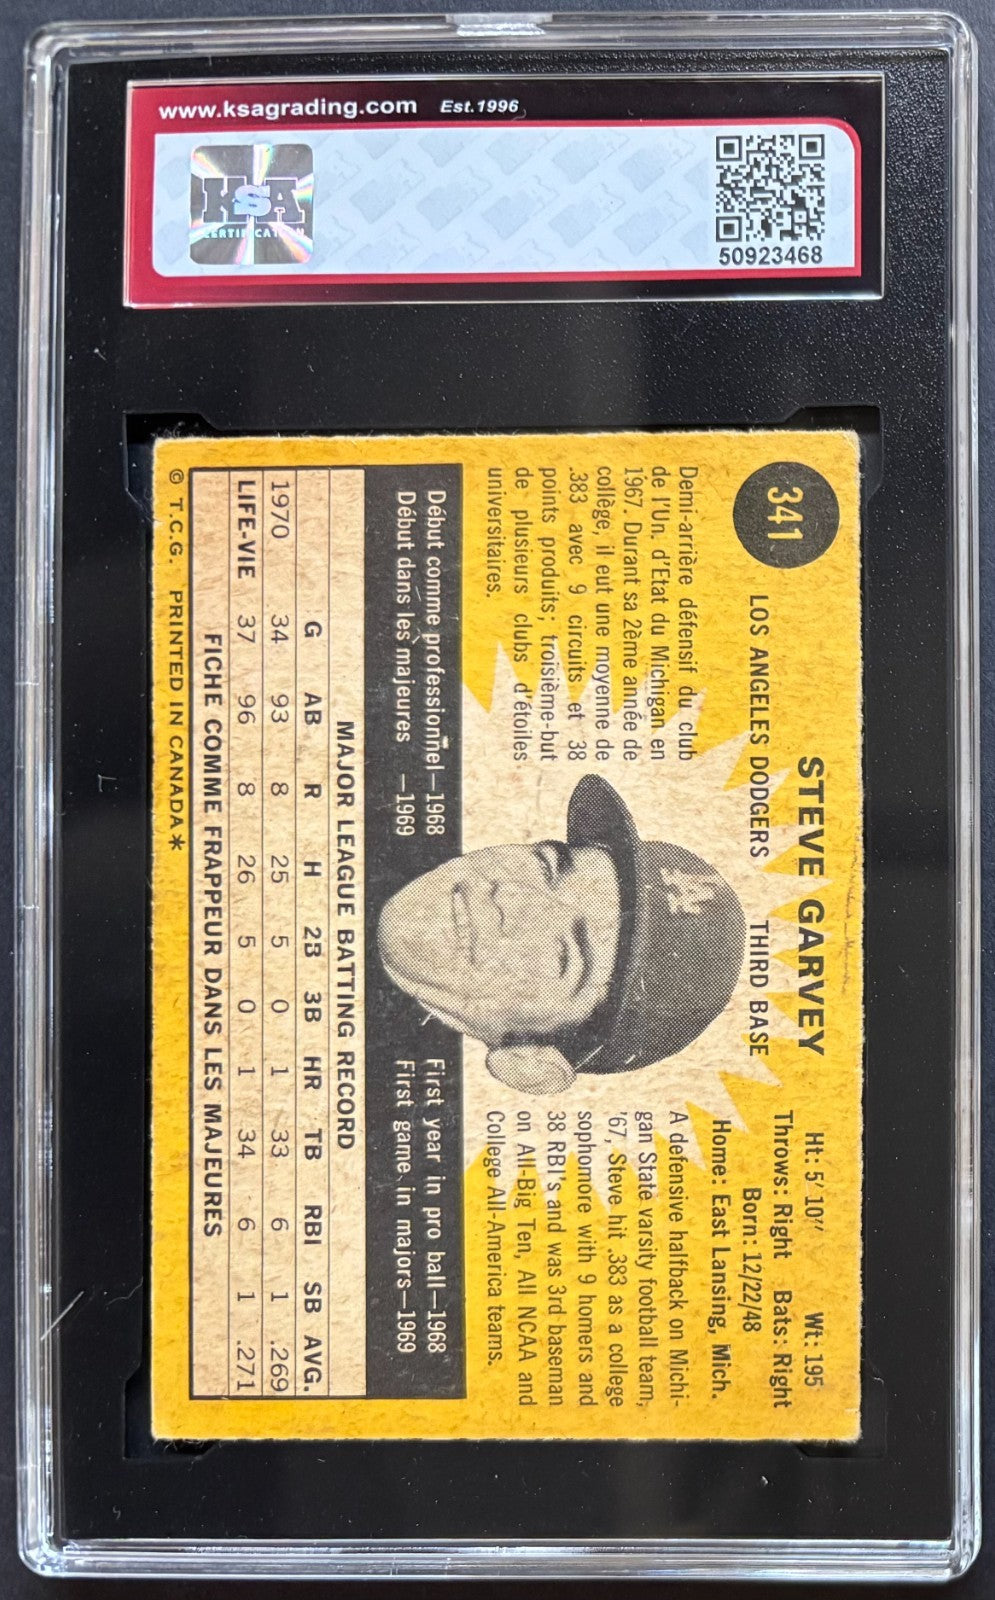 www.ksagrading.com Est.1996
KSA
CERTIFICATION
50923468
341
STEVE GARVEY
LOS ANGELES DODGERS THIRD BASE
Ht: 5' 10" Wt: 195
Throws: Right Bats: Right
Born: 12/22/48
Home: East Lansing, Mich.
Demi-arrière défensif du club
de l'Un. d'Etat du Michigan en
1967. Durant sa 2ème année de
collège, il eut une moyenne de
.383 avec 9 circuits et 38
points produits; troisième-but
de plusieurs clubs d'étoiles
universitaires.
A defensive halfback on Michi-
gan State varsity football team,
'67, Steve hit .383 as a college
sophomore with 9 homers and
38 RBI's and was 3rd baseman
on All-Big Ten, All NCAA and
College All-America teams.
Début comme professionnel—1968
Début dans les majeures —1969
First year in pro ball—1968
First game in majors—1969
MAJOR LEAGUE BATTING RECORD
G AB R H 2B 3B HR TB RBI SB AVG.
1970 34 93 8 25 5 0 1 33 6 1 .269
LIFE-VIE 37 96 8 26 5 0 1 34 6 1 .271
FICHE COMME FRAPPEUR DANS LES MAJEURES
© T.C.G. PRINTED IN CANADA*